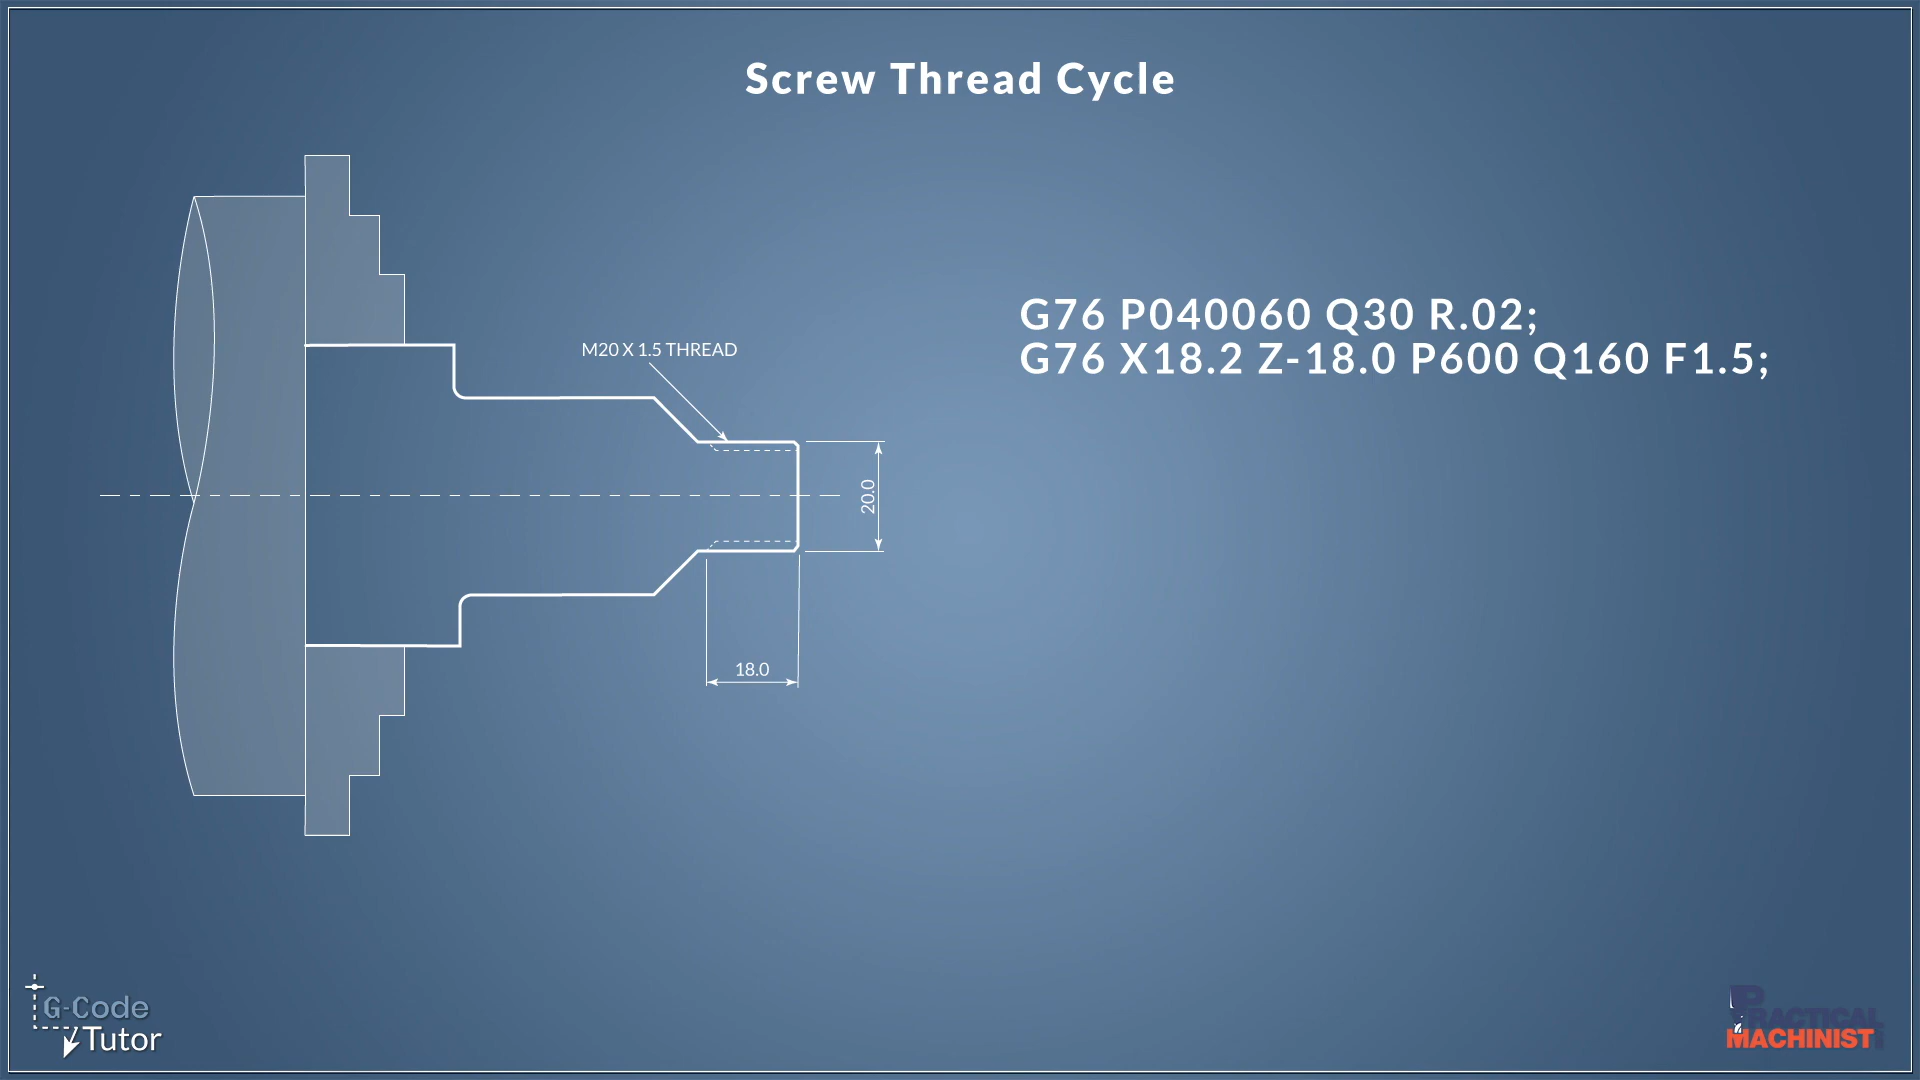 Screw Thread Cycle
G76 P040060 Q30 R.02;
G76 X18.2 Z-18.0 P600 Q160 F1.5;
M20 X 1.5 THREAD
20.0
18.0
G-Code
Tutor
PRACTICAL
MACHINIST